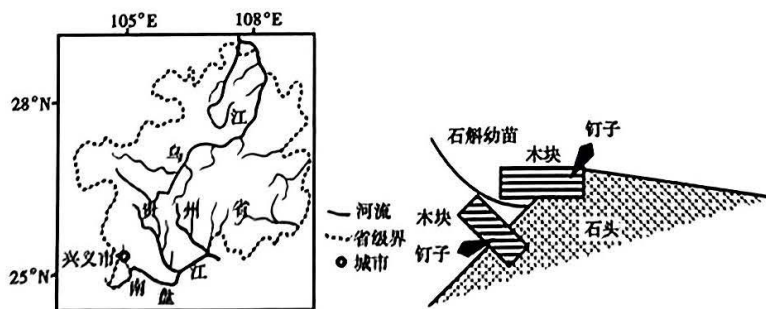 105°E 108°E
28°N
25°N
乌江
贵州省
兴义市
南盘江
河流
省级界
城市
石斛幼苗
木块
钉子
木块
钉子
石头